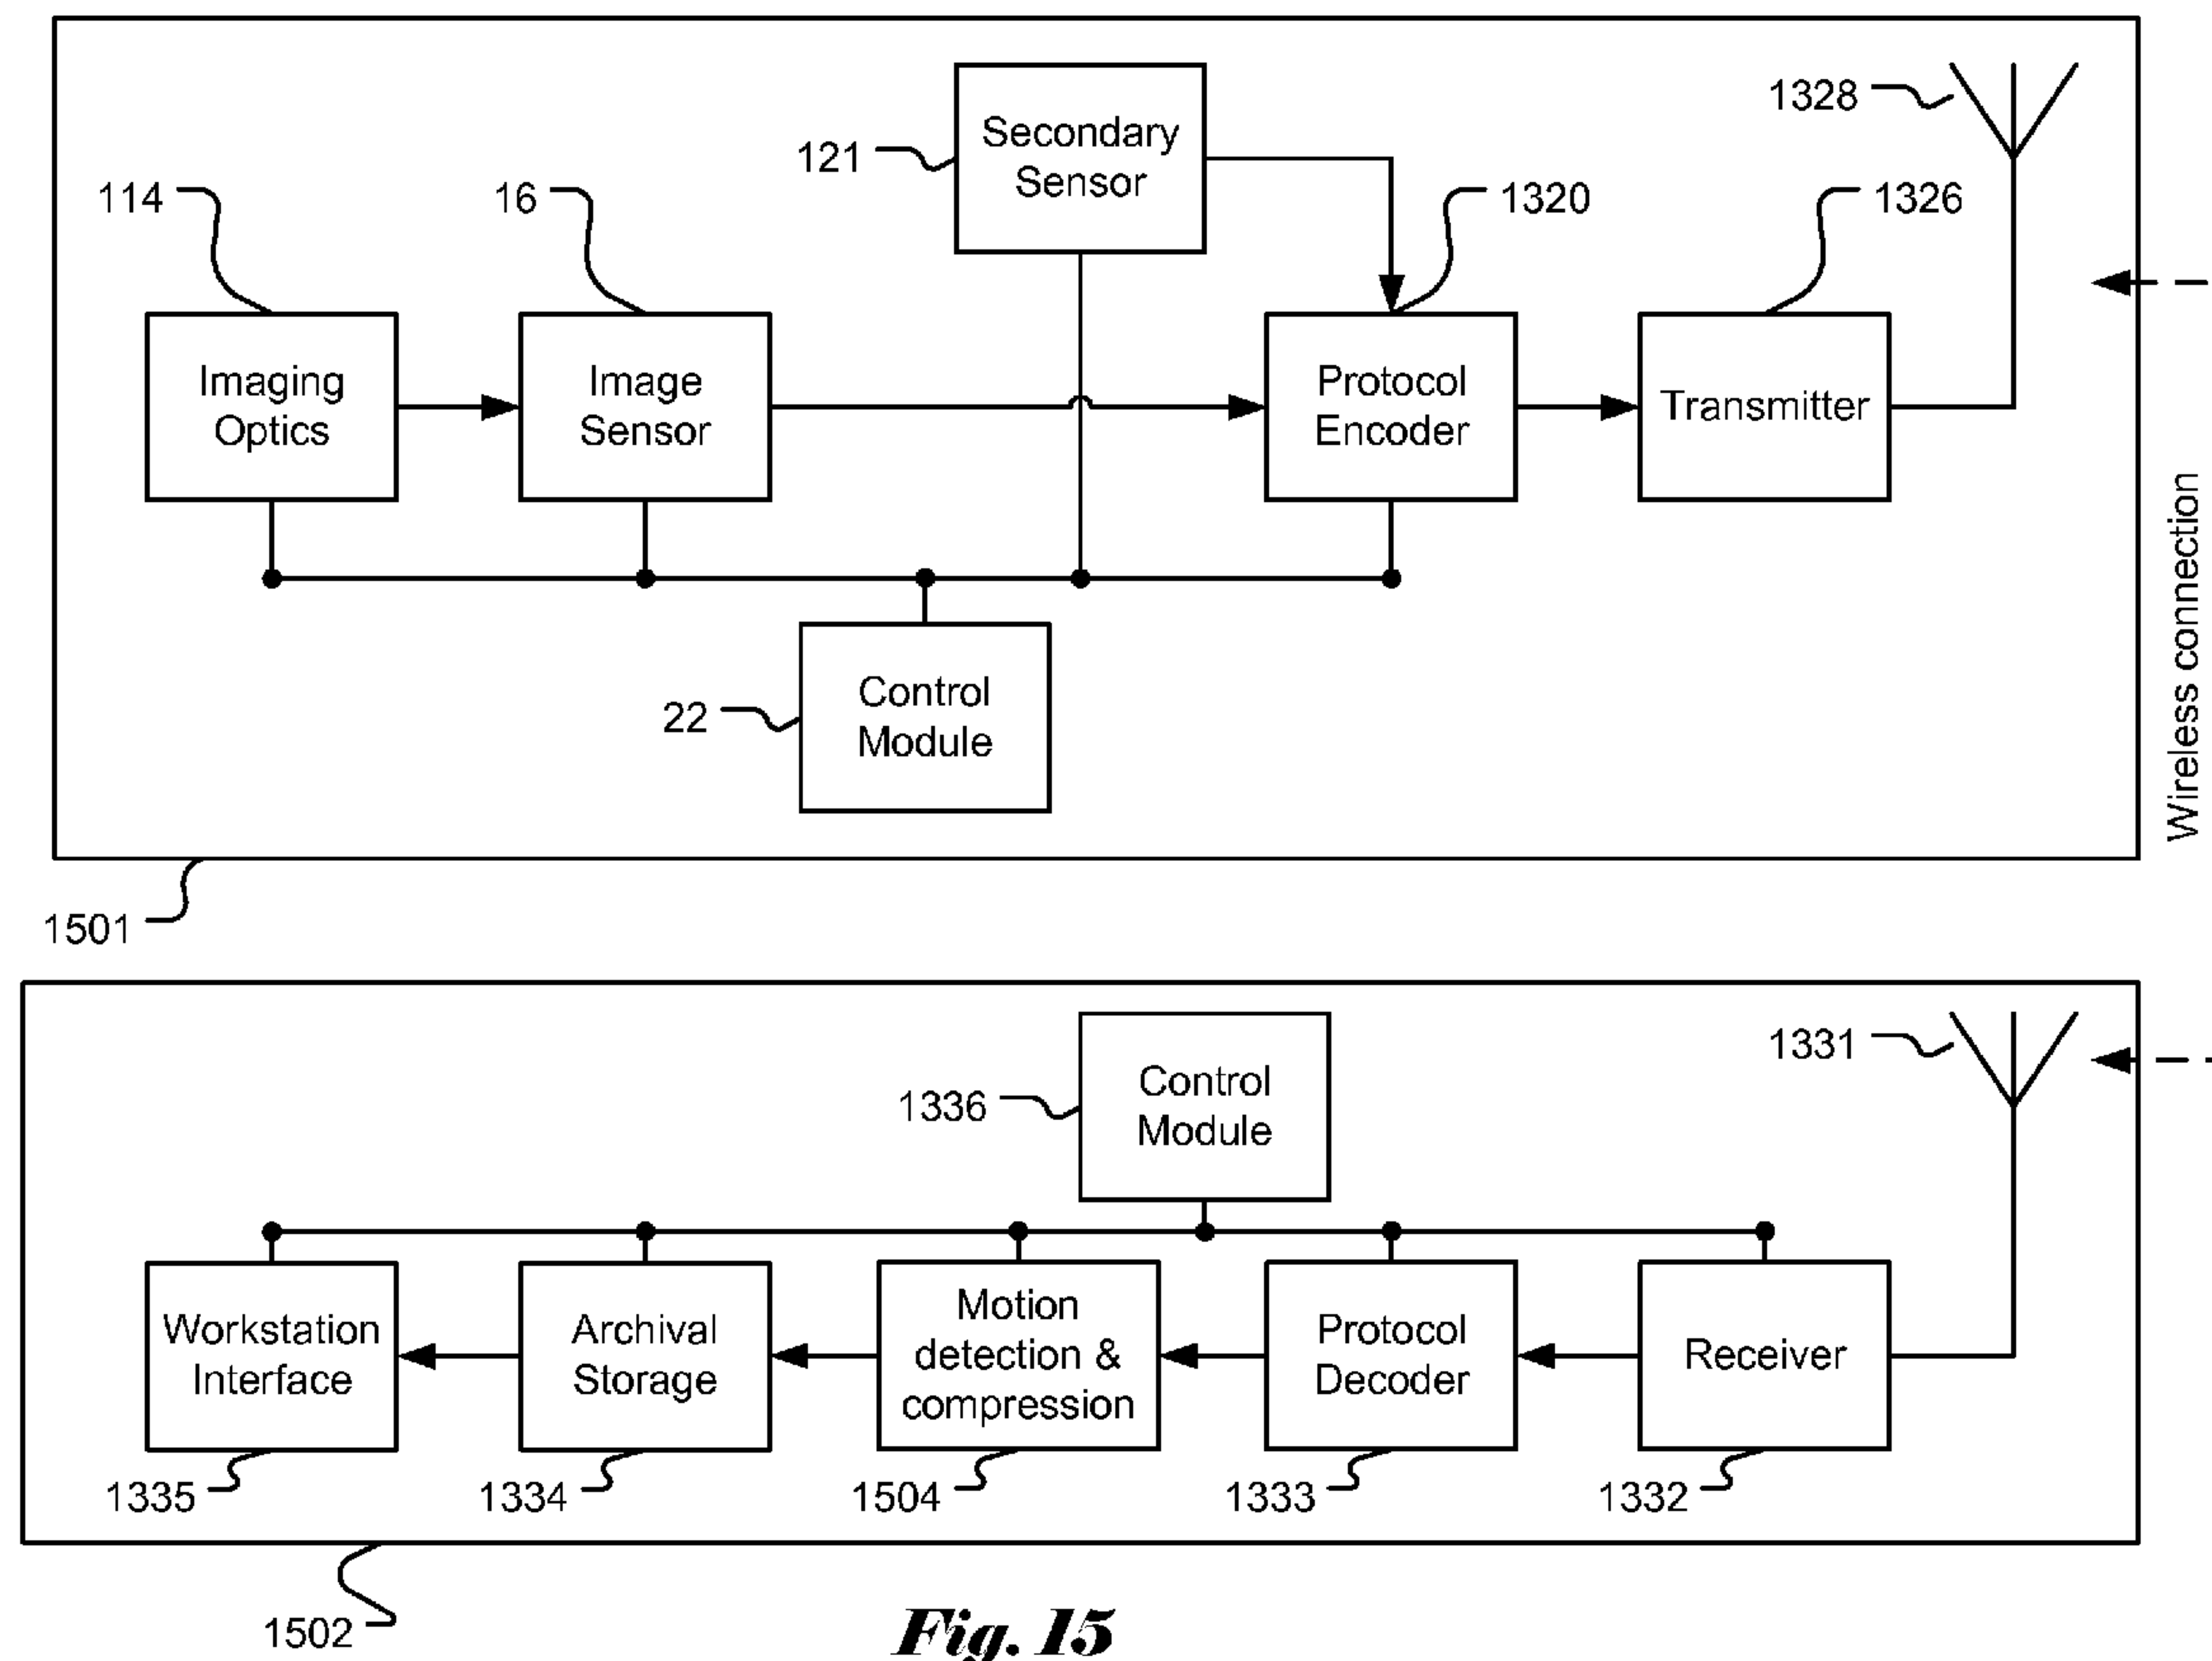 1328
Secondary
Sensor
121
114
16
1320
1326
Imaging
Optics
Image
Sensor
Protocol
Encoder
Transmitter
Wireless connection
Control
Module
22
1501
1331
Control
Module
1336
Workstation
Interface
Archival
Storage
Motion
detection &
compression
Protocol
Decoder
Receiver
1335
1334
1504
1333
1332
1502
Fig. 15